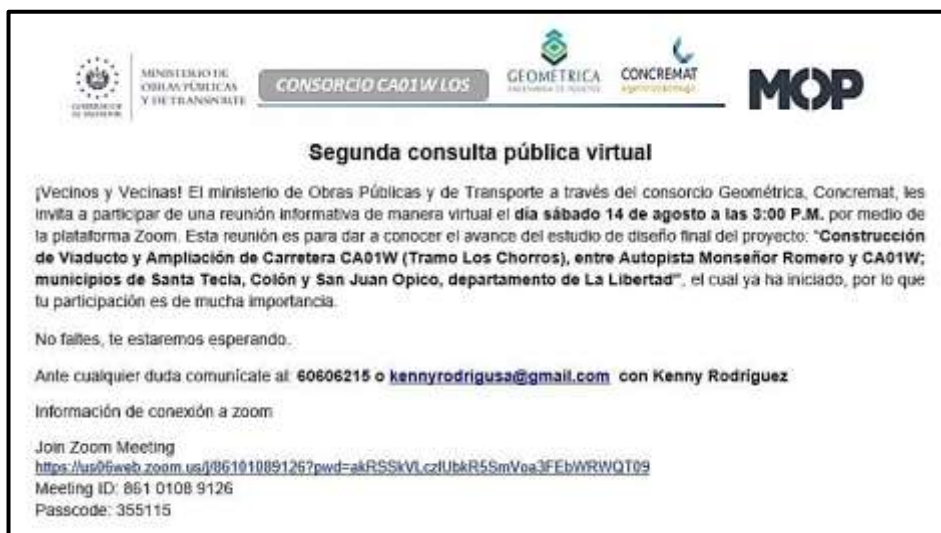 MINISTERIO DE
OBRAS PÚBLICAS
Y DE TRANSPORTE
CONSORCIO CA01W LOS
GEOMÉTRICA
CONCREMAT
MOP
Segunda consulta pública virtual
¡Vecinos y Vecinas! El ministerio de Obras Públicas y de Transporte a través del consorcio Geométrica, Concremat, les
invita a participar de una reunión informativa de manera virtual el día sábado 14 de agosto a las 3:00 P.M. por medio de
la plataforma Zoom. Esta reunión es para dar a conocer el avance del estudio de diseño final del proyecto: "Construcción
de Viaducto y Ampliación de Carretera CA01W (Tramo Los Chorros), entre Autopista Monseñor Romero y CA01W;
municipios de Santa Tecla, Colón y San Juan Opico, departamento de La Libertad", el cual ya ha iniciado, por lo que
tu participación es de mucha importancia.
No faltes, te estaremos esperando.
Ante cualquier duda comunícate al: 60606215 o kennyrodrigusa@gmail.com con Kenny Rodríguez
Información de conexión a zoom
Join Zoom Meeting
https://us06web.zoom.us/j/86101089126?pwd=akRSSkVLczlUbkR5SmVoa3FEbWRWQT09
Meeting ID: 861 0108 9126
Passcode: 355115